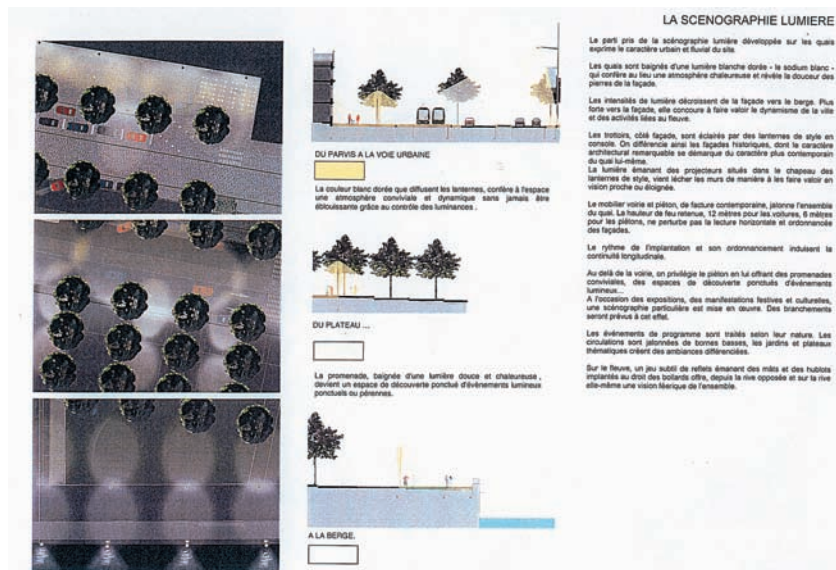 LA SCENOGRAPHIE LUMIERE
Le parti pris de la scénographie lumière développée sur les quais
exprime le caractère urbain et fluvial du site.
Les quais sont baignés d'une lumière blanche dorée - le sodium blanc -
qui confère au lieu une atmosphère chaleureuse et révèle la douceur des
pierres de la façade.
Les intensités de lumière décroissent de la façade vers le berge. Plus
forte vers la façade, elle concoure à faire valoir le dynamisme de la ville
et des activités liées au fleuve.
Les trottoirs, côté façade, sont éclairés par des lanternes de style en
console. On différencie ainsi les façades historiques, dont le caractère
architectural remarquable se démarque du caractère plus contemporain
du quai lui-même.
La lumière émanant des projecteurs situés dans le chapeau des
lanternes de style, vient lécher les murs de manière à les faire valoir en
vision proche ou éloignée.
Le mobilier voirie et piéton, de facture contemporaine, jalonne l'ensemble
du quai. La hauteur de feu retenue, 12 mètres pour les voitures, 6 mètres
pour les piétons, ne perturbe pas la lecture horizontale et ordonnancée
des façades.
Le rythme de l'implantation et son ordonnancement induisent la
continuité longitudinale.
Au delà de la voirie, on privilégie le piéton en lui offrant des promenades
conviviales, des espaces de découverte ponctués d'événements
lumineux...
A l'occasion des expositions, des manifestations festives et culturelles,
une scénographie particulière est mise en œuvre. Des branchements
seront prévus à cet effet.
Les événements de programme sont traités selon leur nature. Les
circulations sont jalonnées de bornes basses, les jardins et plateaux
thématiques créent des ambiances différenciées.
Sur le fleuve, un jeu subtil de reflets émanant des mâts et des hublots
implantés au droit des bollards offre, depuis la rive opposée et sur la rive
elle-même une vision féerique de l'ensemble.
DU PARVIS A LA VOIE URBAINE
La couleur blanc dorée que diffusent les lanternes, confère à l'espace
une atmosphère conviviale et dynamique sans jamais être
éblouissante grâce au contrôle des luminances .
DU PLATEAU ...
La promenade, baignée d'une lumière douce et chaleureuse ,
devient un espace de découverte ponctué d'évènements lumineux
ponctuels ou pérennes.
A LA BERGE.